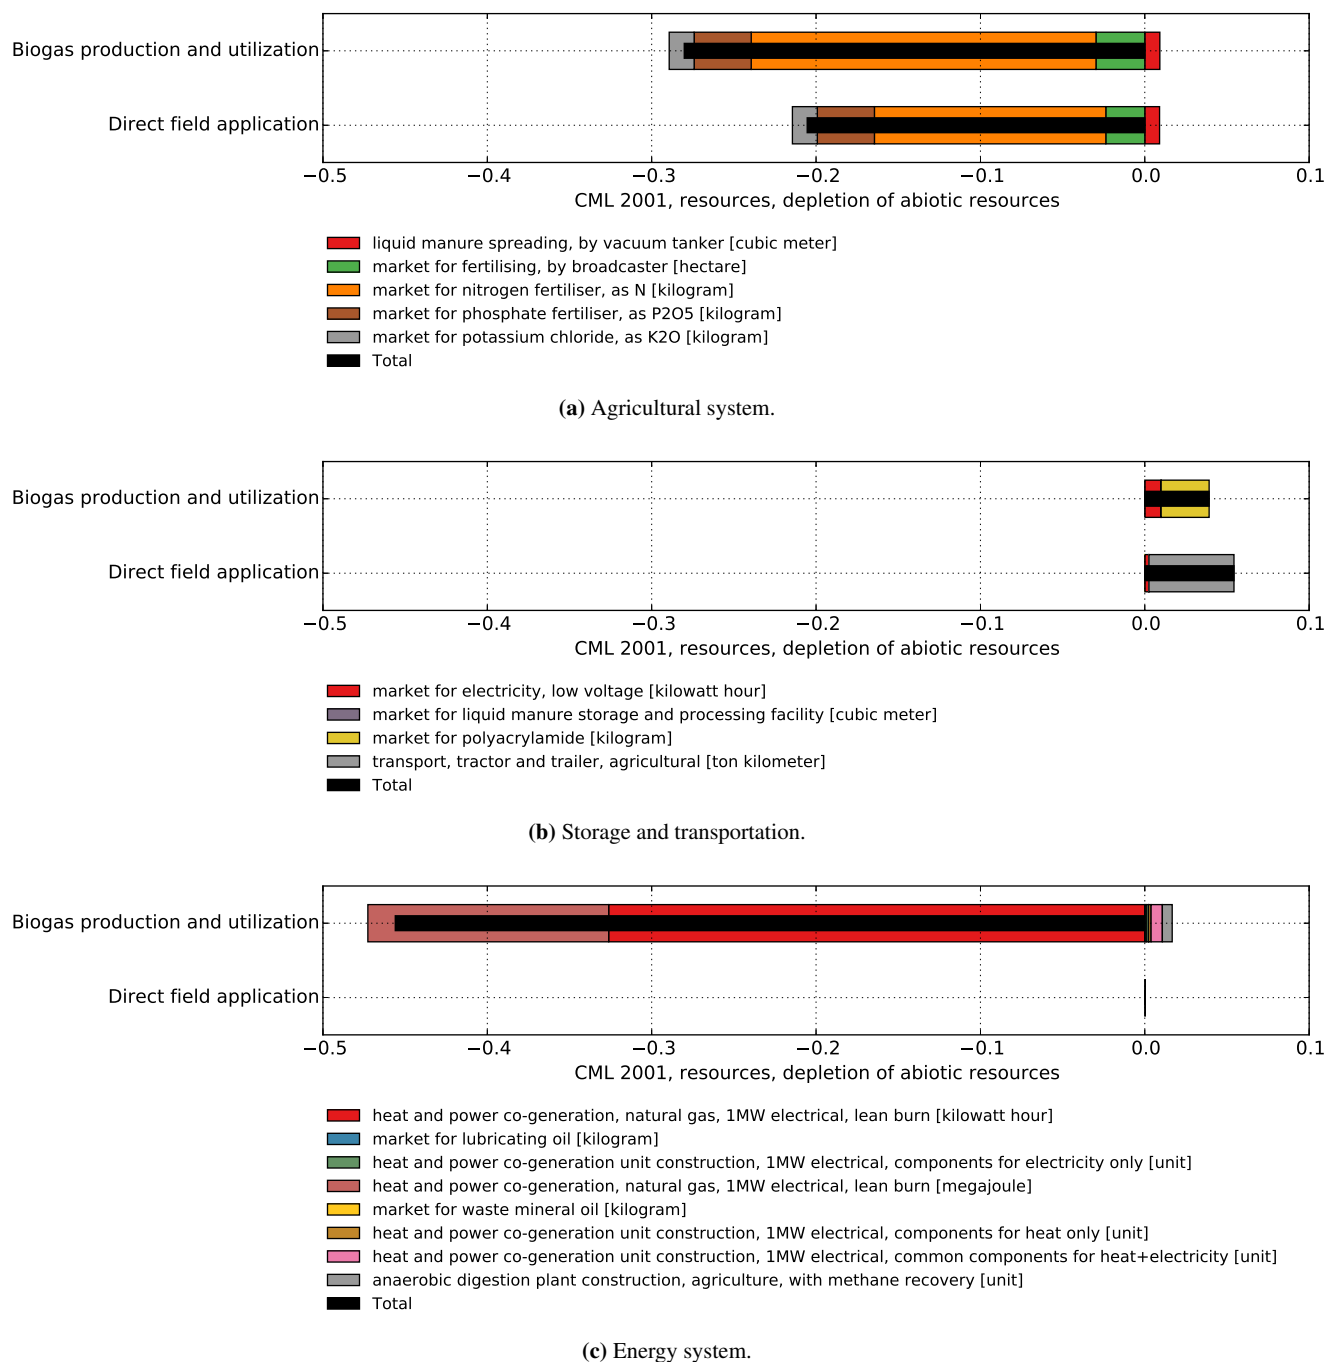 Biogas production and utilization
Direct field application
−0.5 −0.4 −0.3 −0.2 −0.1 0.0 0.1
CML 2001, resources, depletion of abiotic resources
liquid manure spreading, by vacuum tanker [cubic meter]
market for fertilising, by broadcaster [hectare]
market for nitrogen fertiliser, as N [kilogram]
market for phosphate fertiliser, as P2O5 [kilogram]
market for potassium chloride, as K2O [kilogram]
Total
(a) Agricultural system.
Biogas production and utilization
Direct field application
−0.5 −0.4 −0.3 −0.2 −0.1 0.0 0.1
CML 2001, resources, depletion of abiotic resources
market for electricity, low voltage [kilowatt hour]
market for liquid manure storage and processing facility [cubic meter]
market for polyacrylamide [kilogram]
transport, tractor and trailer, agricultural [ton kilometer]
Total
(b) Storage and transportation.
Biogas production and utilization
Direct field application
−0.5 −0.4 −0.3 −0.2 −0.1 0.0 0.1
CML 2001, resources, depletion of abiotic resources
heat and power co-generation, natural gas, 1MW electrical, lean burn [kilowatt hour]
market for lubricating oil [kilogram]
heat and power co-generation unit construction, 1MW electrical, components for electricity only [unit]
heat and power co-generation, natural gas, 1MW electrical, lean burn [megajoule]
market for waste mineral oil [kilogram]
heat and power co-generation unit construction, 1MW electrical, components for heat only [unit]
heat and power co-generation unit construction, 1MW electrical, common components for heat+electricity [unit]
anaerobic digestion plant construction, agriculture, with methane recovery [unit]
Total
(c) Energy system.